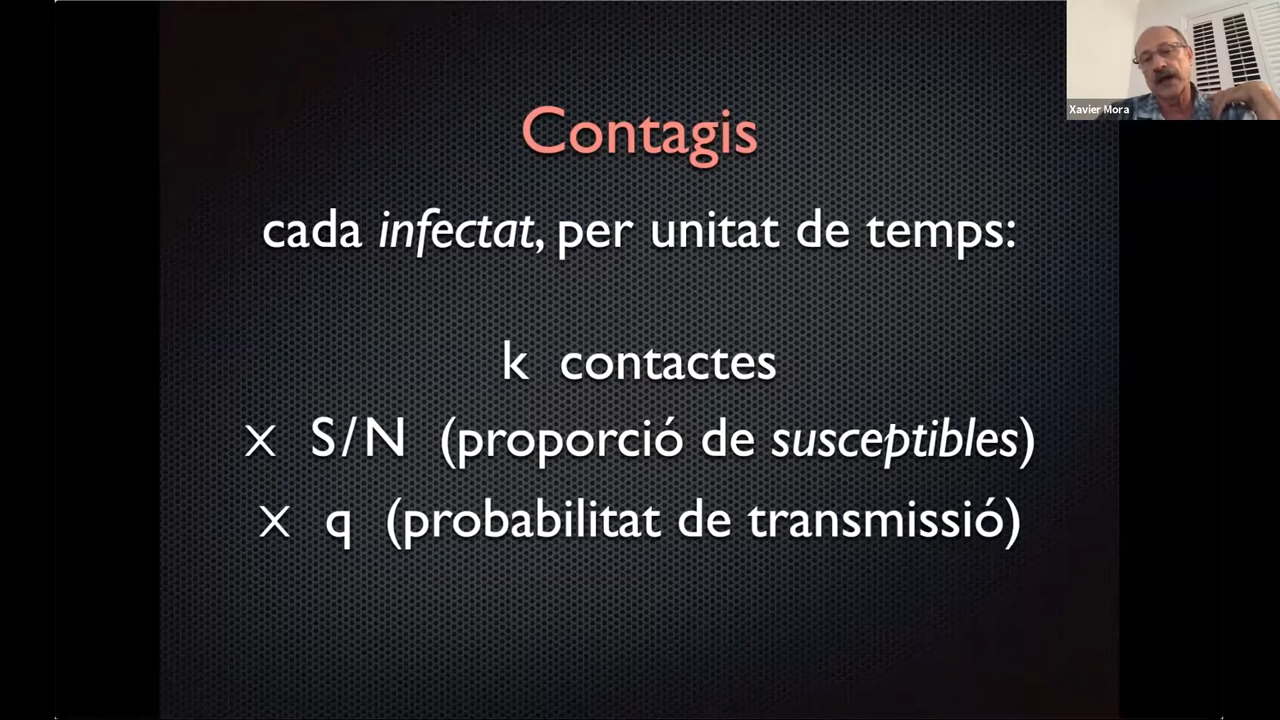 Contagis
cada infectat, per unitat de temps:
k contactes
x S/N (proporció de susceptibles)
x q (probabilitat de transmissió)
Xavier Mora